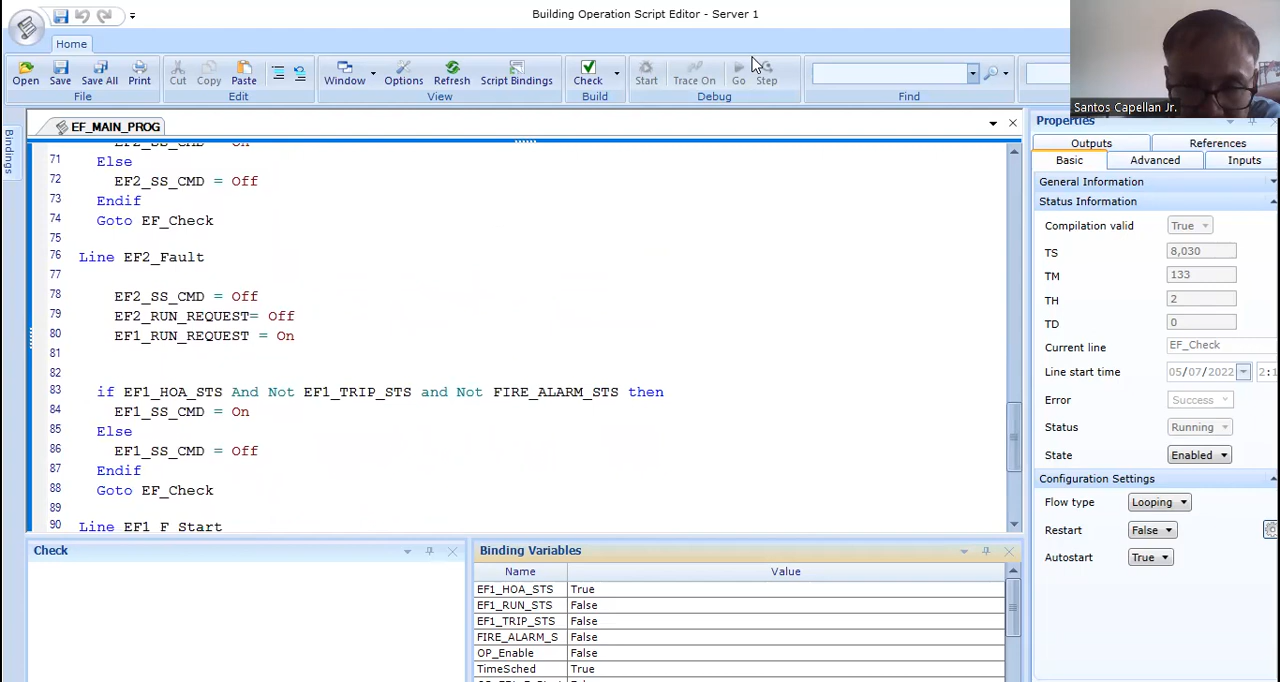 Building Operation Script Editor - Server 1
Home
Open Save Save All Print Cut Copy Paste Window Options Refresh Script Bindings Check Start Trace On Go Step
File Edit View Build Debug Find
Santos Capellan Jr.
Bindings
EF_MAIN_PROG
71 Else
72 EF2_SS_CMD = Off
73 Endif
74 Goto EF_Check
75
76 Line EF2_Fault
77
78 EF2_SS_CMD = Off
79 EF2_RUN_REQUEST= Off
80 EF1_RUN_REQUEST = On
81
82
83 if EF1_HOA_STS And Not EF1_TRIP_STS and Not FIRE_ALARM_STS then
84 EF1_SS_CMD = On
85 Else
86 EF1_SS_CMD = Off
87 Endif
88 Goto EF_Check
89
90 Line EF1_F_Start
Properties
Outputs References
Basic Advanced Inputs
General Information
Status Information
Compilation valid True
TS 8,030
TM 133
TH 2
TD 0
Current line EF_Check
Line start time 05/07/2022
Error Success
Status Running
State Enabled
Configuration Settings
Flow type Looping
Restart False
Autostart True
Check
Binding Variables
Name Value
EF1_HOA_STS True
EF1_RUN_STS False
EF1_TRIP_STS False
FIRE_ALARM_S False
OP_Enable False
TimeSched True